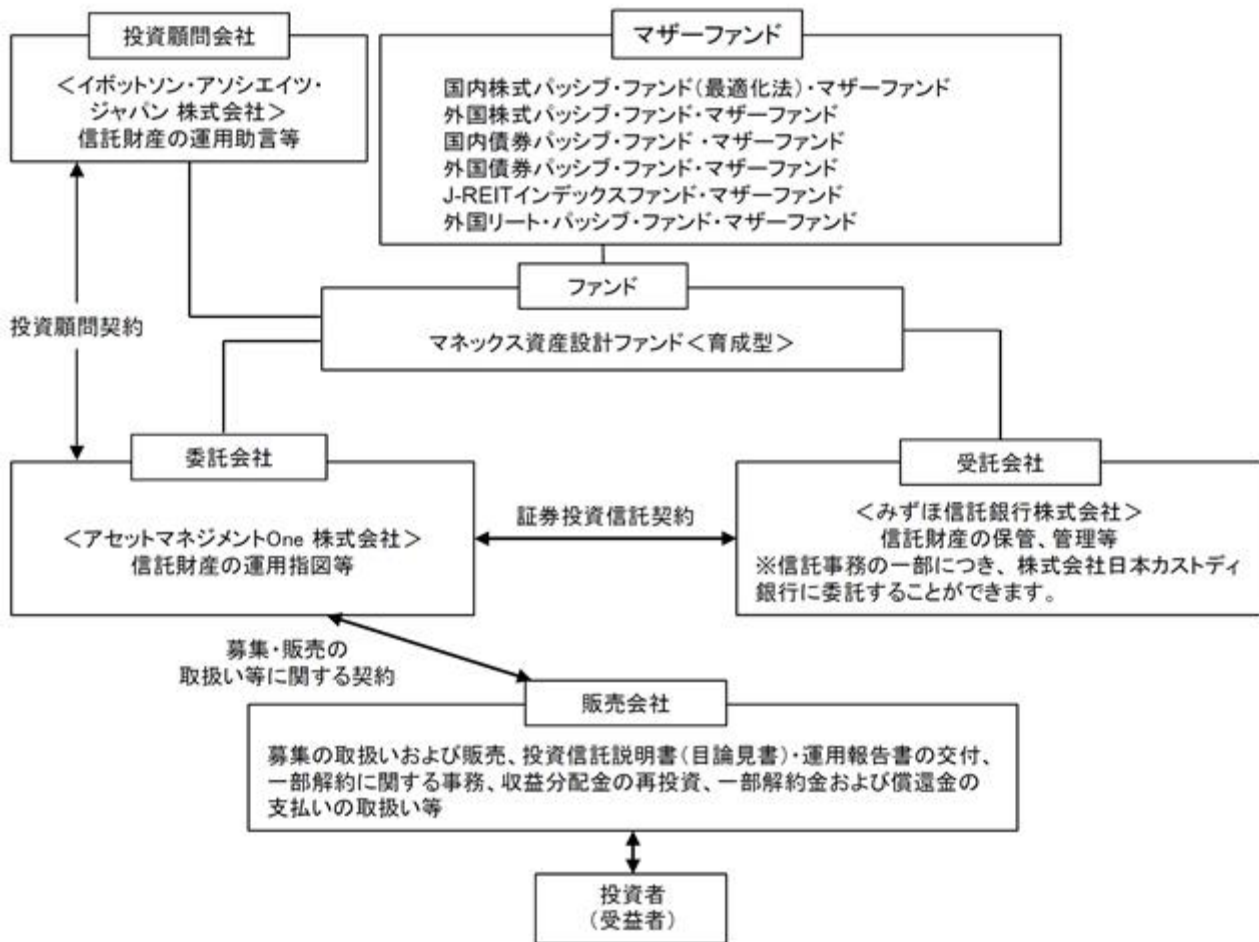 投資顧問会社
＜イボットソン・アソシエイツ・
ジャパン 株式会社＞
信託財産の運用助言等
マザーファンド
国内株式パッシブ・ファンド(最適化法)・マザーファンド
外国株式パッシブ・ファンド・マザーファンド
国内債券パッシブ・ファンド ・マザーファンド
外国債券パッシブ・ファンド・マザーファンド
J-REITインデックスファンド・マザーファンド
外国リート・パッシブ・ファンド・マザーファンド
ファンド
マネックス資産設計ファンド＜育成型＞
投資顧問契約
委託会社
＜アセットマネジメントOne 株式会社＞
信託財産の運用指図等
証券投資信託契約
受託会社
＜みずほ信託銀行株式会社＞
信託財産の保管、管理等
※信託事務の一部につき、株式会社日本カストディ
銀行に委託することができます。
募集・販売の
取扱い等に関する契約
販売会社
募集の取扱いおよび販売、投資信託説明書(目論見書)・運用報告書の交付、
一部解約に関する事務、収益分配金の再投資、一部解約金および償還金の
支払いの取扱い等
投資者
（受益者）